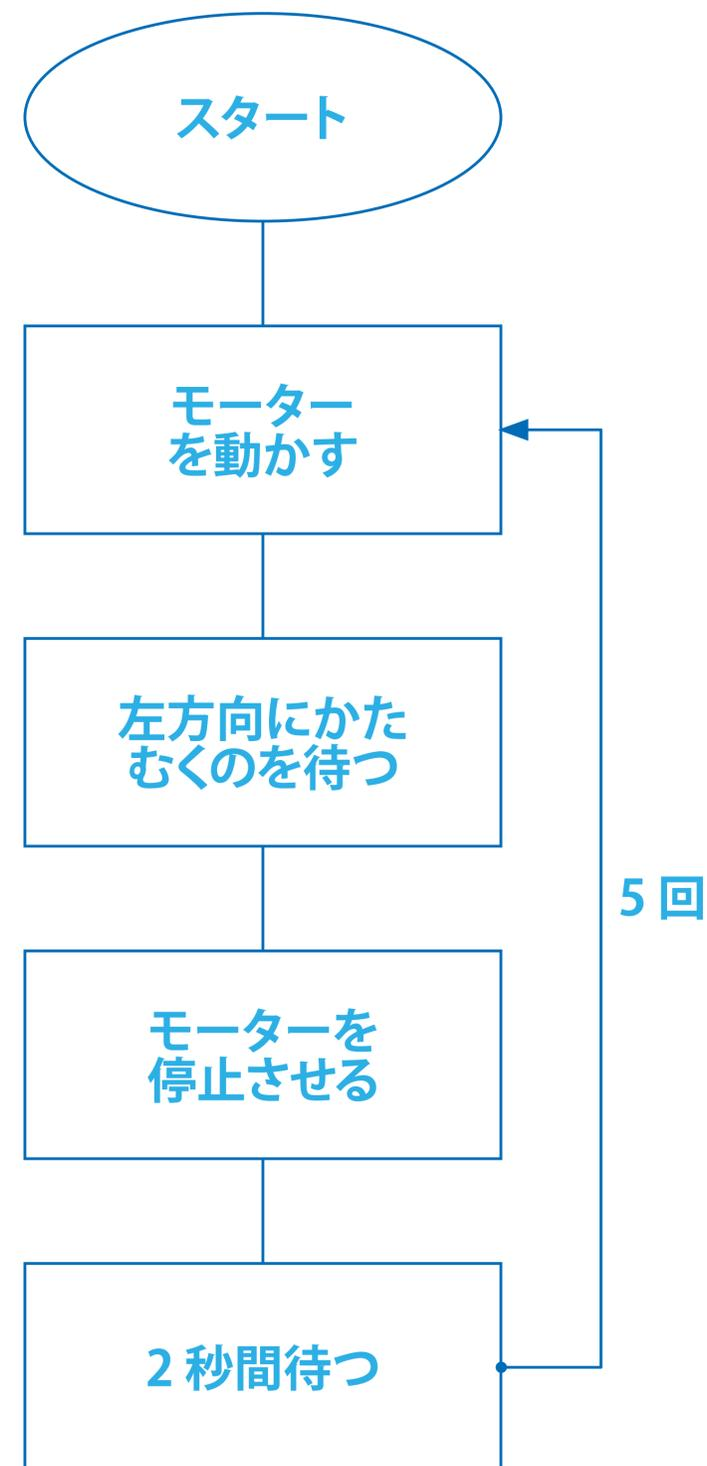 スタート
モーター
を動かす
左方向にかた
むくのを待つ
5 回
モーターを
停止させる
2 秒間待つ